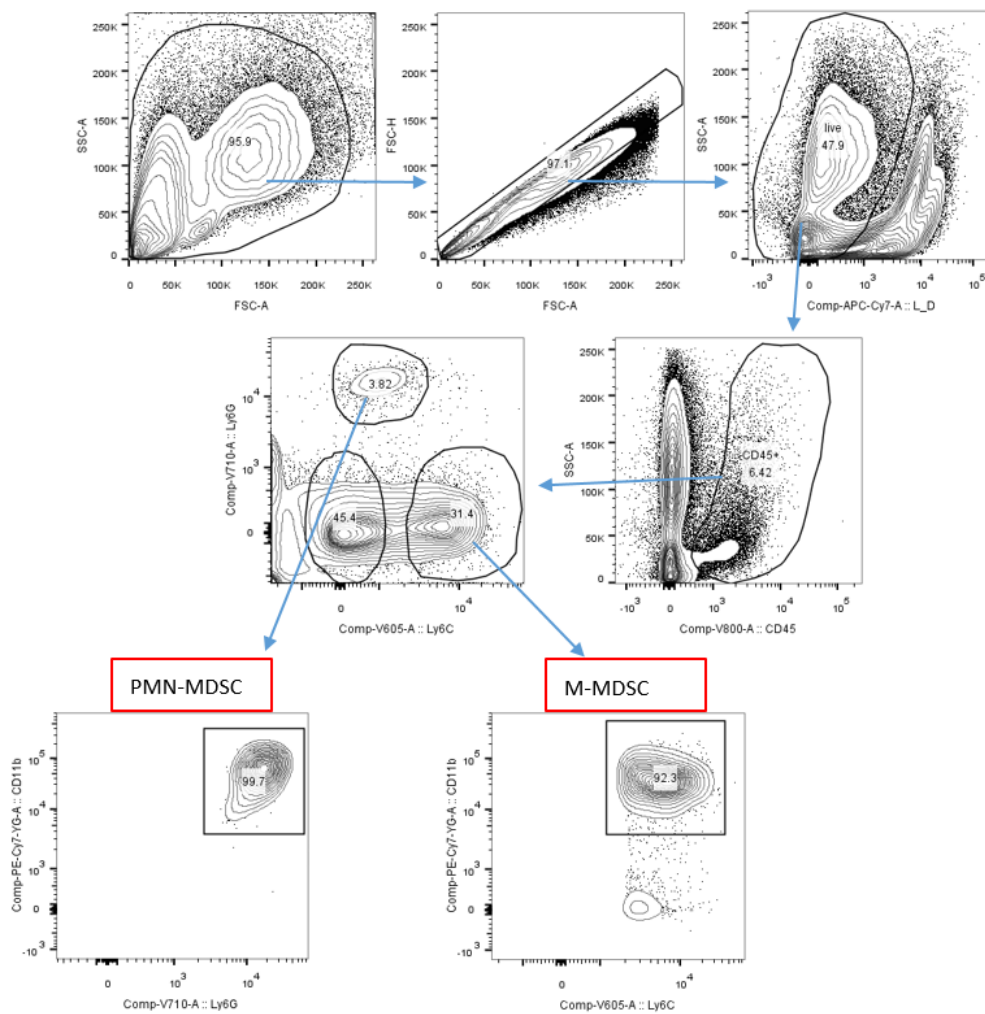 250K
200K
150K
100K
50K
0
SSC-A
95.9
0 50K 100K 150K 200K 250K
FSC-A
250K
200K
150K
100K
50K
0
FSC-H
97.1
0 50K 100K 150K 200K 250K
FSC-A
250K
200K
150K
100K
50K
0
SSC-A
live
47.9
-10 3 0 10 3 10 4 10 5
Comp-APC-Cy7-A :: L_D
10 4
10 3
0
Comp-V710-A :: Ly6G
3.82
45.4
31.4
0 10 4
Comp-V605-A :: Ly6C
250K
200K
150K
100K
50K
0
SSC-A
CD45+
6.42
-10 3 0 10 3 10 4 10 5
Comp-V800-A :: CD45
PMN-MDSC
M-MDSC
10 5
10 4
10 3
0
-10 3
Comp-PE-Cy7-YG-A :: CD11b
99.7
0 10 3 10 4
Comp-V710-A :: Ly6G
10 5
10 4
10 3
0
-10 3
Comp-PE-Cy7-YG-A :: CD11b
92.3
0 10 4
Comp-V605-A :: Ly6C